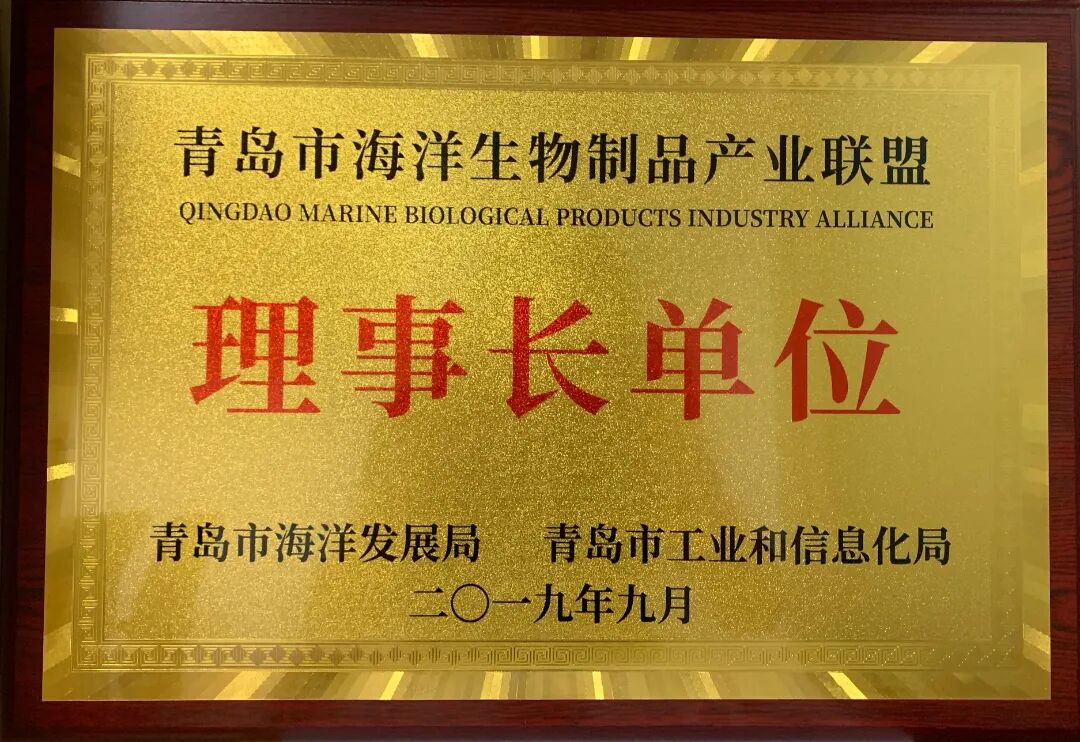 青岛市海洋生物制品产业联盟
QINGDAO MARINE BIOLOGICAL PRODUCTS INDUSTRY ALLIANCE
理事长单位
青岛市海洋发展局 青岛市工业和信息化局
二〇一九年九月